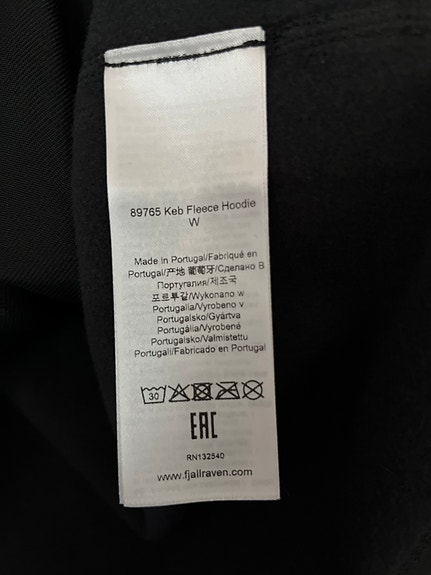 89765 Keb Fleece Hoodie
W
Made in Portugal/Fabriqué en
Portugal/产地 葡萄牙/Сделано в
Португалия/제조국
포르투갈/Wykonano w
Portugalia/Vyrobeno v
Portugalsko/Gyártva
Portugália/Vyrobené
Portugalsko/Valmistettu
Portugali/Fabricado en Portugal
30
EAC
RN132540
www.fjallraven.com